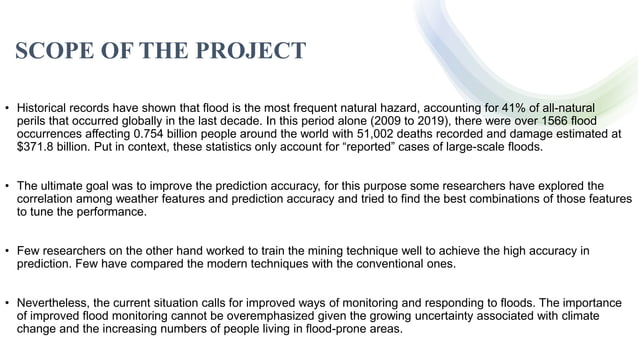 SCOPE OF THE PROJECT
• Historical records have shown that flood is the most frequent natural hazard, accounting for 41% of all-natural
perils that occurred globally in the last decade. In this period alone (2009 to 2019), there were over 1566 flood
occurrences affecting 0.754 billion people around the world with 51,002 deaths recorded and damage estimated at
$371.8 billion. Put in context, these statistics only account for “reported” cases of large-scale floods.
• The ultimate goal was to improve the prediction accuracy, for this purpose some researchers have explored the
correlation among weather features and prediction accuracy and tried to find the best combinations of those features
to tune the performance.
• Few researchers on the other hand worked to train the mining technique well to achieve the high accuracy in
prediction. Few have compared the modern techniques with the conventional ones.
• Nevertheless, the current situation calls for improved ways of monitoring and responding to floods. The importance
of improved flood monitoring cannot be overemphasized given the growing uncertainty associated with climate
change and the increasing numbers of people living in flood-prone areas.